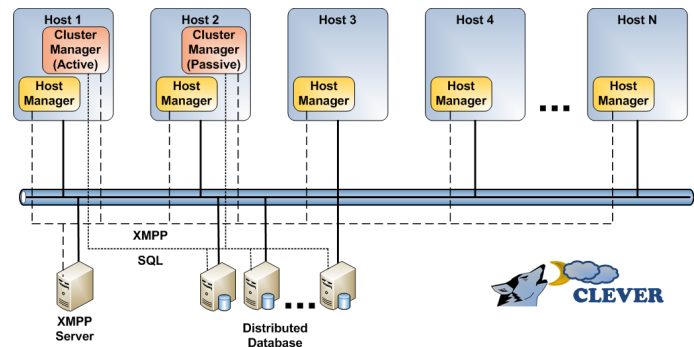 Host 1
Cluster
Manager
(Active)
Host
Manager
Host 2
Cluster
Manager
(Passive)
Host
Manager
Host 3
Host
Manager
Host 4
Host
Manager
Host N
Host
Manager
XMPP
SQL
XMPP
Server
Distributed
Database
CLEVER